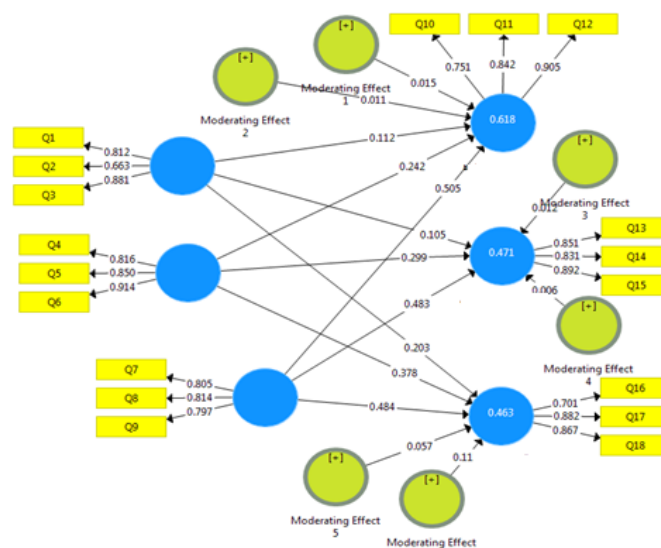 Q10
Q11
Q12
[+]
[+]
0.751
0.842
0.905
0.015
Moderating Effect
1
0.011
Moderating Effect
2
0.618
Q1
Q2
Q3
0.812
0.663
0.881
0.112
0.242
0.505
[+]
Moderating Effect
3
0.012
0.105
0.471
0.299
Q13
Q14
Q15
0.851
0.831
0.892
Q4
Q5
Q6
0.816
0.850
0.914
0.006
[+]
Moderating Effect
4
0.483
0.203
0.378
0.484
0.463
Q7
Q8
Q9
0.805
0.814
0.797
Q16
Q17
Q18
0.701
0.882
0.867
0.057
0.11
[+]
Moderating Effect
5
[+]
Moderating Effect